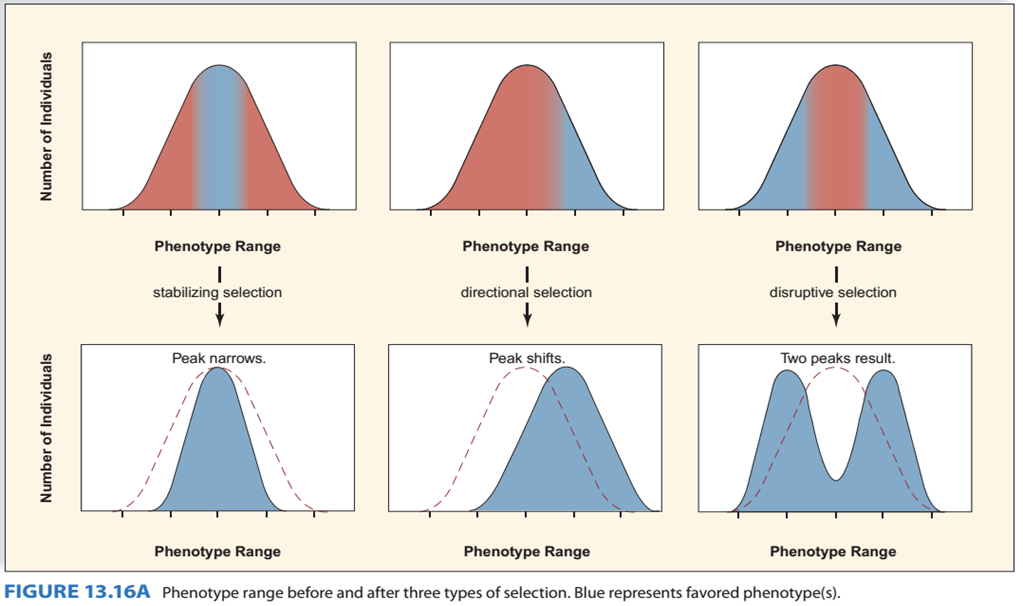 Number of Individuals
Phenotype Range
Phenotype Range
Phenotype Range
stabilizing selection
directional selection
disruptive selection
Number of Individuals
Peak narrows.
Peak shifts.
Two peaks result.
Phenotype Range
Phenotype Range
Phenotype Range
FIGURE 13.16A Phenotype range before and after three types of selection. Blue represents favored phenotype(s).